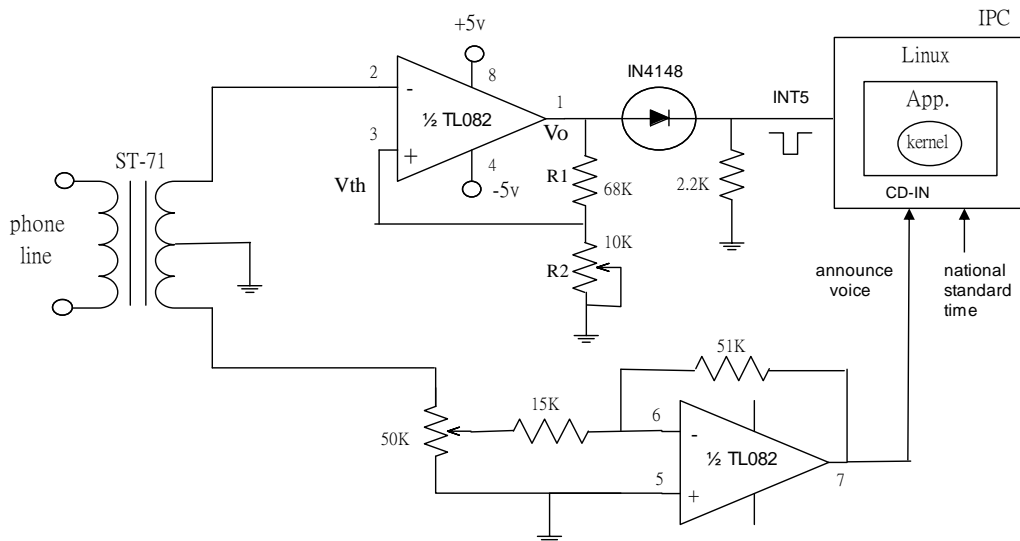 IPC
+5v
Linux
IN4148
2
8
INT5
App.
-
1
½ TL082
3
Vo
kernel
+
4
ST-71
R1
Vth
-5v
68K
2.2K
CD-IN
phone
line
10K
R2
announce
voice
national
standard
time
51K
15K
6
50K
-
½ TL082
5
7
+